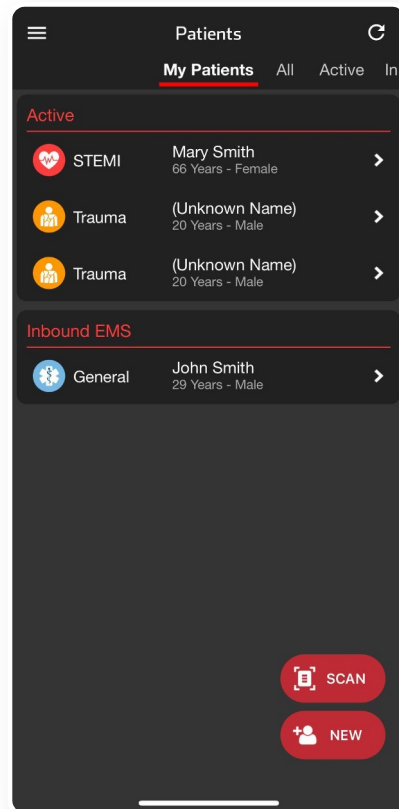 Patients
My Patients All Active In
Active
STEMI Mary Smith
66 Years - Female
Trauma (Unknown Name)
20 Years - Male
Trauma (Unknown Name)
20 Years - Male
Inbound EMS
General John Smith
29 Years - Male
SCAN
NEW